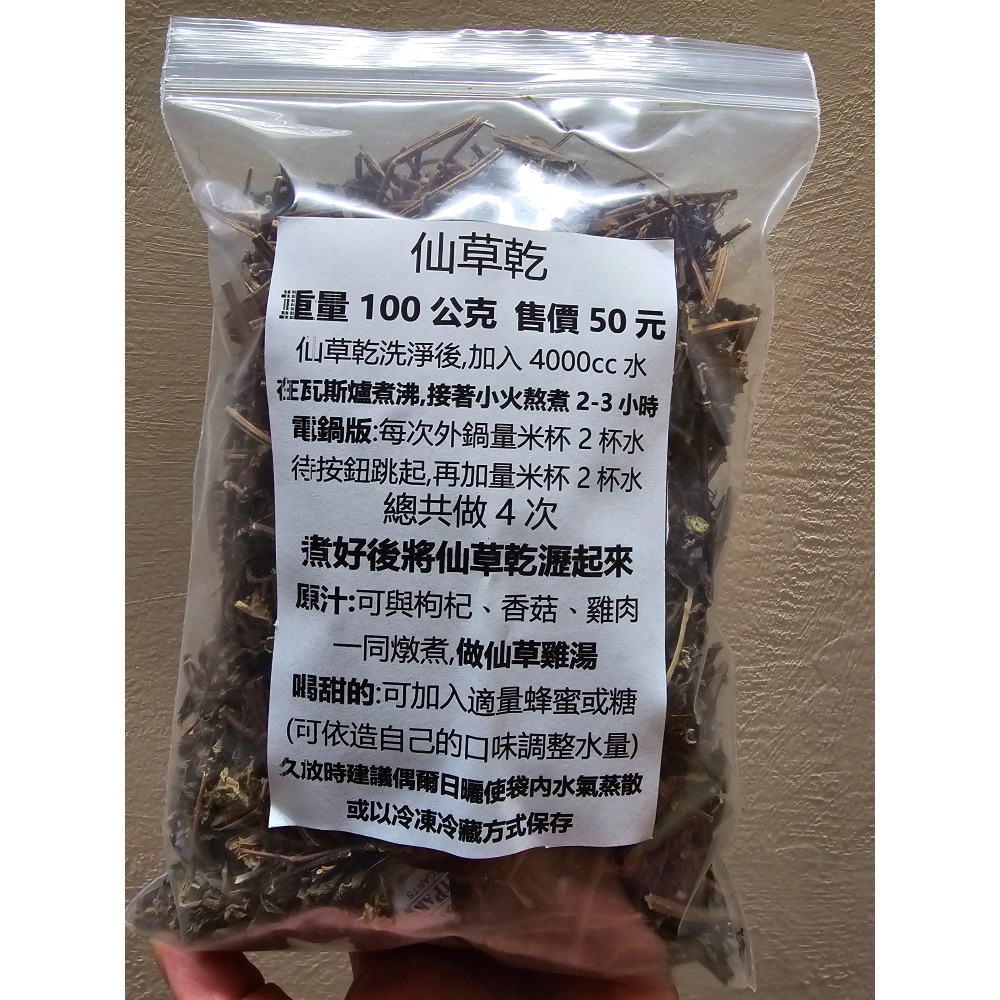 仙草乾
重量 100 公克 售價 50 元
仙草乾洗淨後,加入 4000cc 水
在瓦斯爐煮沸,接著小火熬煮 2-3 小時
電鍋版:每次外鍋量米杯 2 杯水
待按鈕跳起,再加量米杯 2 杯水
總共做 4 次
煮好後將仙草乾瀝起來
原汁:可與枸杞、香菇、雞肉
一同燉煮,做仙草雞湯
喝甜的:可加入適量蜂蜜或糖
(可依造自己的口味調整水量)
久放時建議偶爾日曬使袋內水氣蒸散
或以冷凍冷藏方式保存